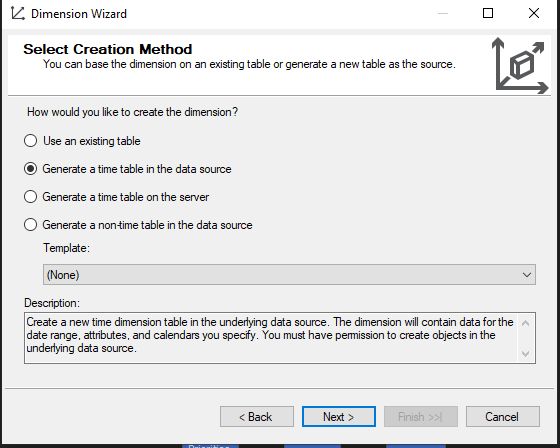 Dimension Wizard
Select Creation Method
You can base the dimension on an existing table or generate a new table as the source.
How would you like to create the dimension?
Use an existing table
Generate a time table in the data source
Generate a time table on the server
Generate a non-time table in the data source
Template:
(None)
Description:
Create a new time dimension table in the underlying data source. The dimension will contain data for the
date range, attributes, and calendars you specify. You must have permission to create objects in the
underlying data source.
< Back
Next >
Finish >>|
Cancel
Priorities